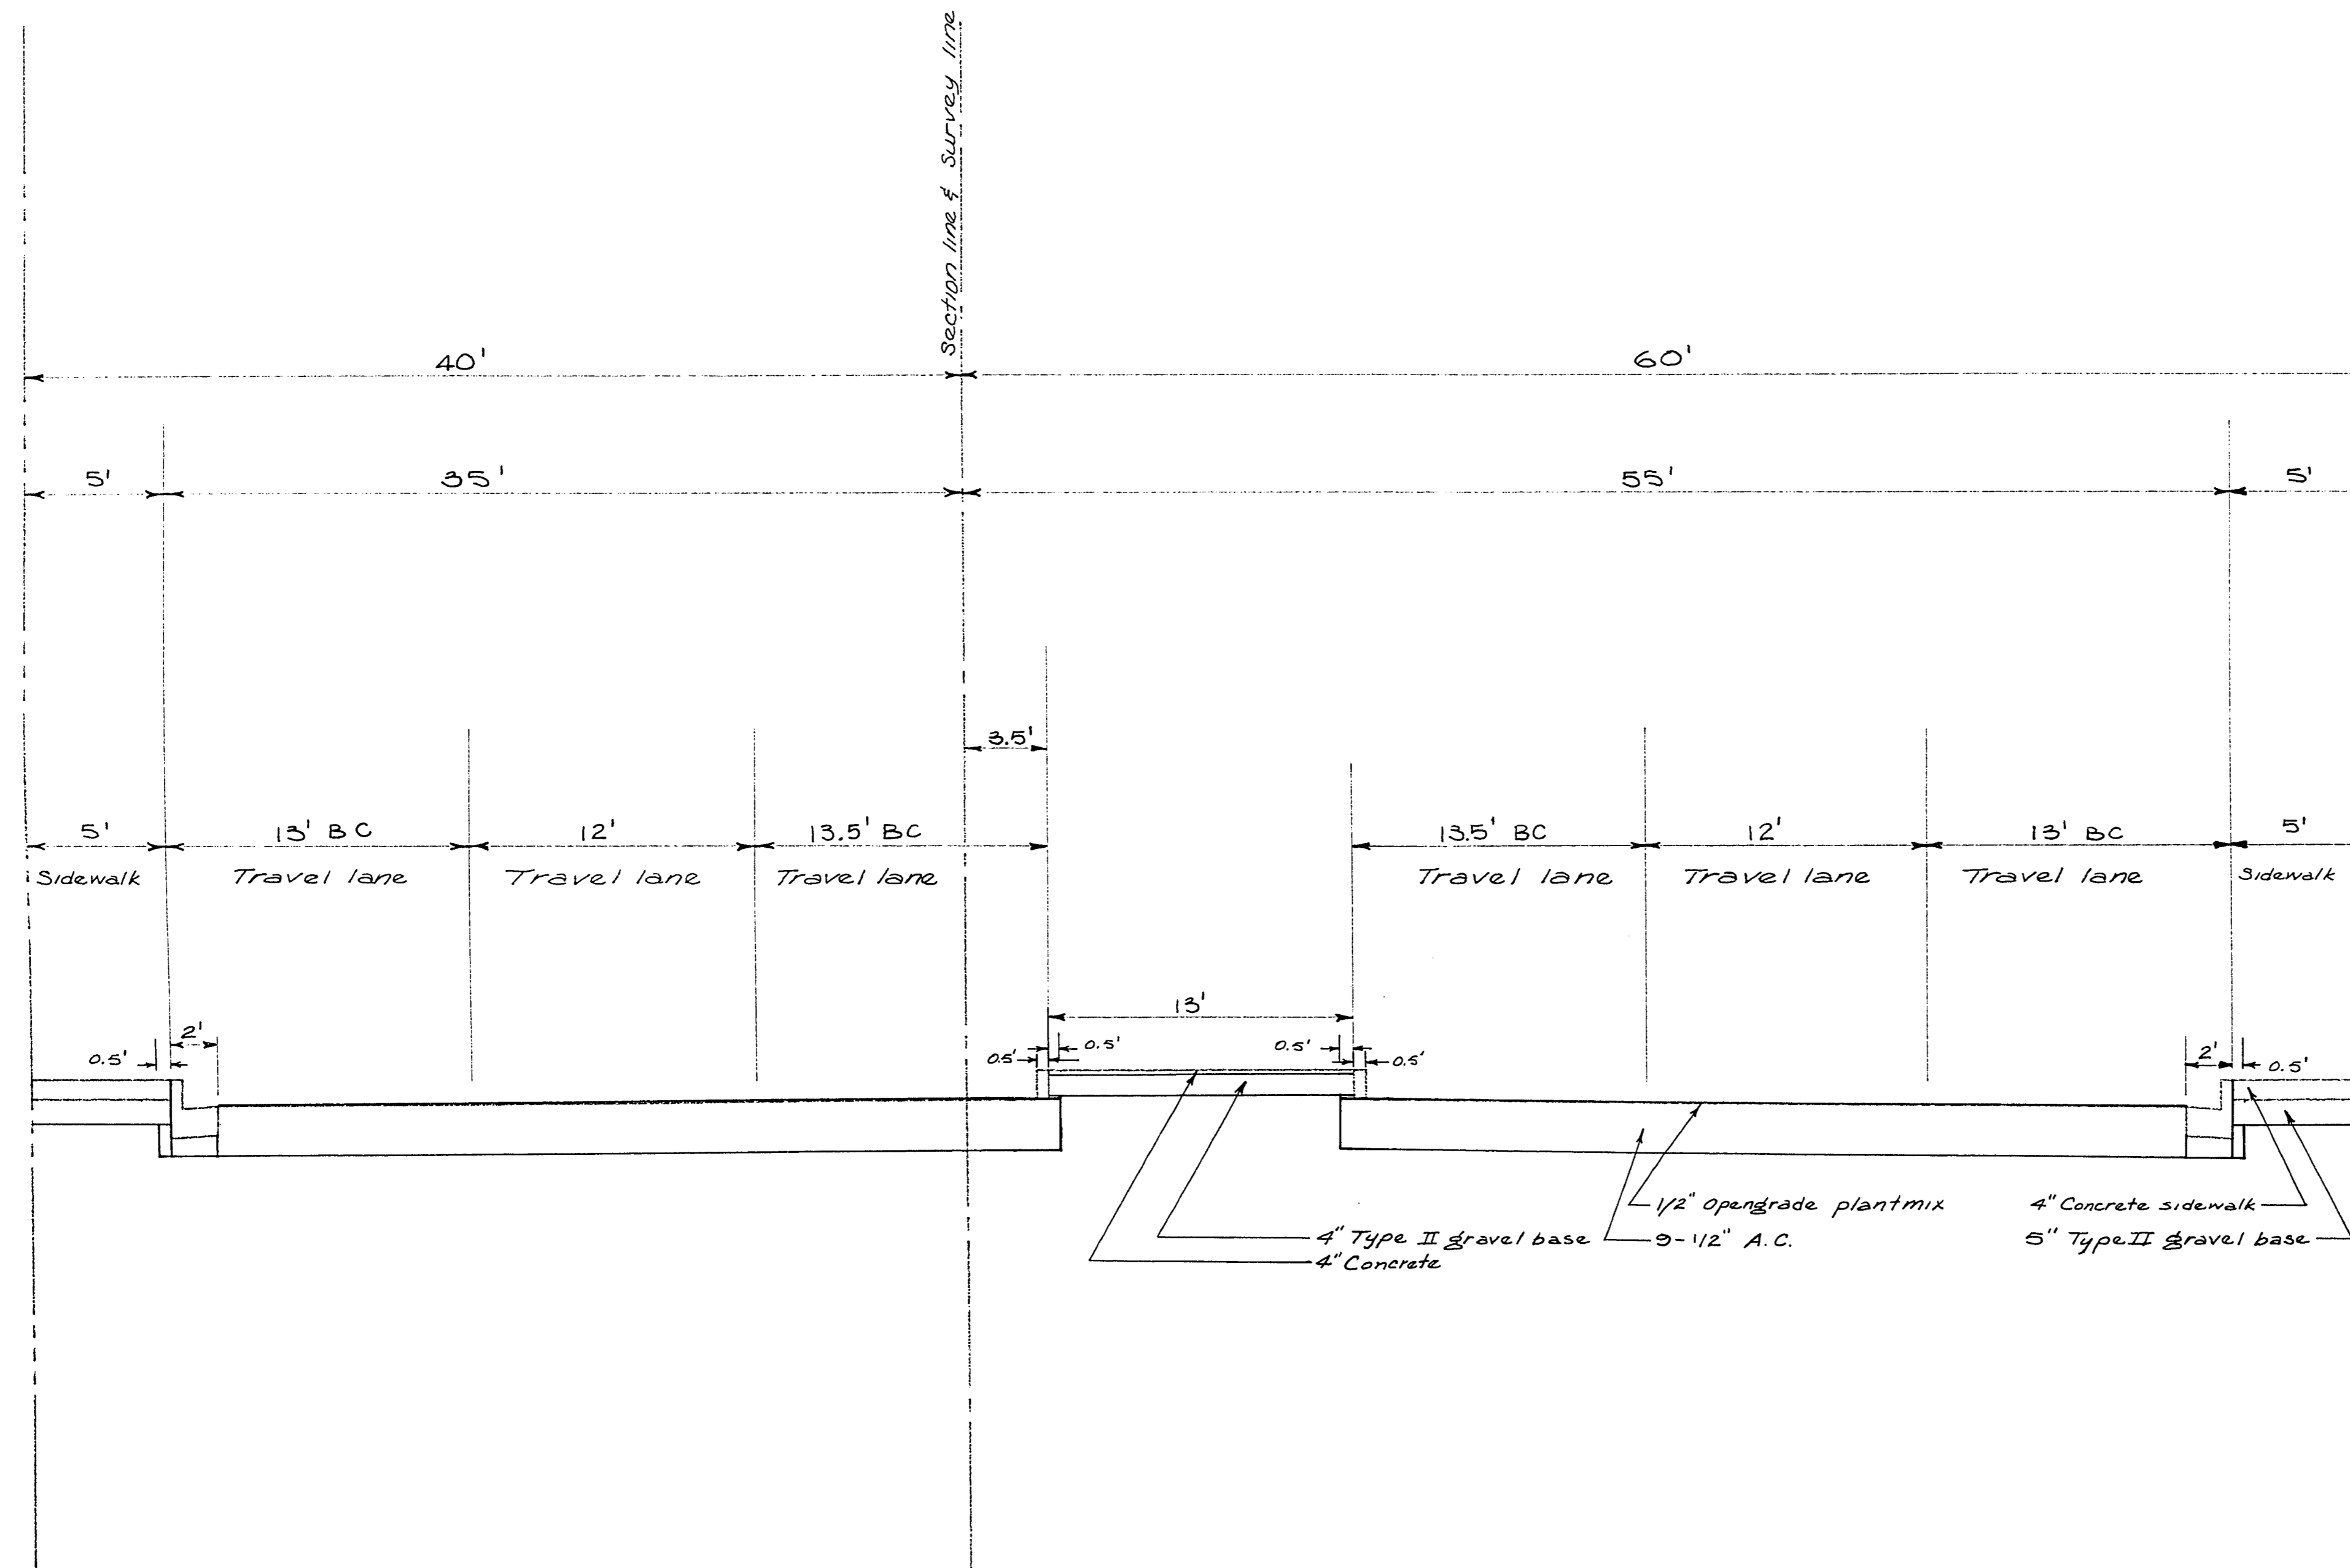 Section line & Survey line
40'
60'
5'
35'
55'
5'
3.5'
5'
13' BC
12'
13.5' BC
13.5' BC
12'
13' BC
5'
Sidewalk
Travel lane
Travel lane
Travel lane
Travel lane
Travel lane
Travel lane
Sidewalk
13'
2'
0.5'
0.5'
0.5'
0.5'
0.5'
2'
0.5'
1/2" Opengrade plantmix
4" Concrete sidewalk
4" Type II gravel base
9-1/2" A.C.
5" Type II gravel base
4" Concrete